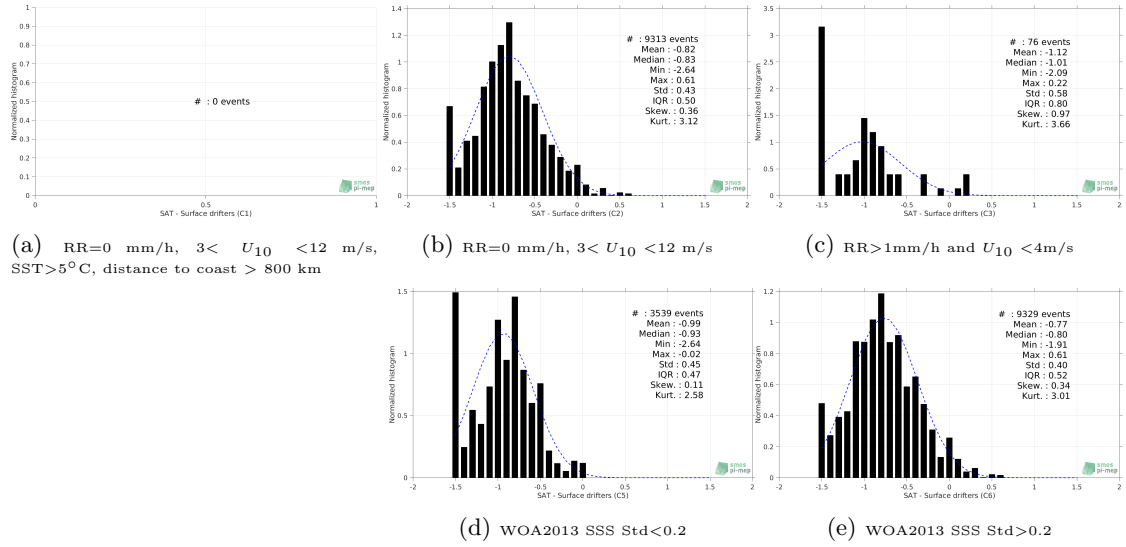 1
0.9
0.8
0.7
0.6
0.5
0.4
0.3
0.2
0.1
0
Normalized histogram
# : 0 events
0 0.5 1
SAT - Surface drifters (C1)
smos
pi-mep
(a) RR=0 mm/h, 3< U10 <12 m/s,
SST>5°C, distance to coast > 800 km
1.4
1.2
1
0.8
0.6
0.4
0.2
0
Normalized histogram
# : 9313 events
Mean : -0.82
Median : -0.83
Min : -2.64
Max : 0.61
Std : 0.43
IQR : 0.50
Skew. : 0.36
Kurt. : 3.12
-2 -1.5 -1 -0.5 0 0.5 1 1.5 2
SAT - Surface drifters (C2)
smos
pi-mep
(b) RR=0 mm/h, 3< U10 <12 m/s
3.5
3
2.5
2
1.5
1
0.5
0
Normalized histogram
# : 76 events
Mean : -1.12
Median : -1.01
Min : -2.09
Max : 0.22
Std : 0.58
IQR : 0.80
Skew. : 0.97
Kurt. : 3.66
-2 -1.5 -1 -0.5 0 0.5 1 1.5 2
SAT - Surface drifters (C3)
smos
pi-mep
(c) RR>1mm/h and U10 <4m/s
1.5
1
0.5
0
Normalized histogram
# : 3539 events
Mean : -0.99
Median : -0.93
Min : -2.64
Max : -0.02
Std : 0.45
IQR : 0.47
Skew. : 0.11
Kurt. : 2.58
-2 -1.5 -1 -0.5 0 0.5 1 1.5 2
SAT - Surface drifters (C5)
smos
pi-mep
(d) WOA2013 SSS Std<0.2
1.2
1
0.8
0.6
0.4
0.2
0
Normalized histogram
# : 9329 events
Mean : -0.77
Median : -0.80
Min : -1.91
Max : 0.61
Std : 0.40
IQR : 0.52
Skew. : 0.34
Kurt. : 3.01
-2 -1.5 -1 -0.5 0 0.5 1 1.5 2
SAT - Surface drifters (C6)
smos
pi-mep
(e) WOA2013 SSS Std>0.2